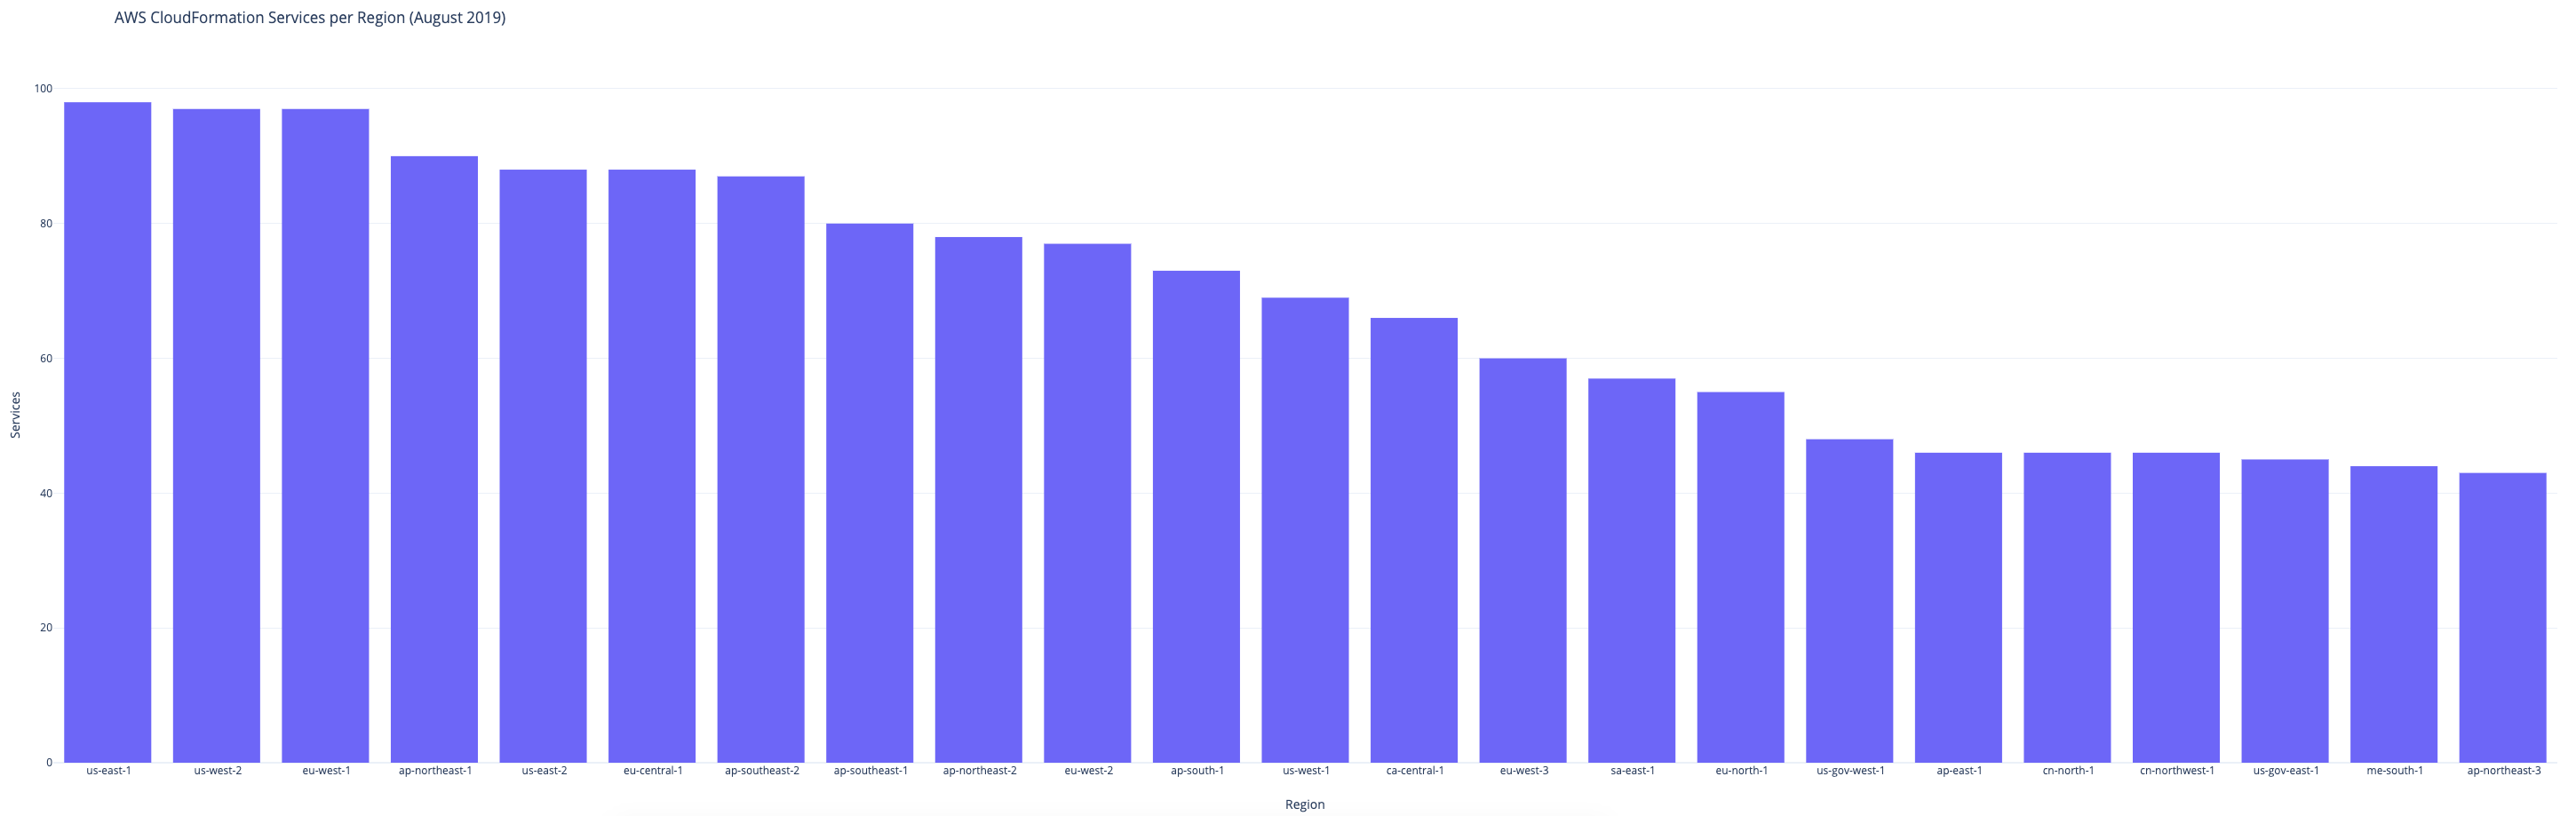 AWS CloudFormation Services per Region (August 2019)
100
80
60
40
20
0
Services
us-east-1
us-west-2
eu-west-1
ap-northeast-1
us-east-2
eu-central-1
ap-southeast-2
ap-southeast-1
ap-northeast-2
eu-west-2
ap-south-1
us-west-1
ca-central-1
eu-west-3
sa-east-1
eu-north-1
us-gov-west-1
ap-east-1
cn-north-1
cn-northwest-1
us-gov-east-1
me-south-1
ap-northeast-3
Region